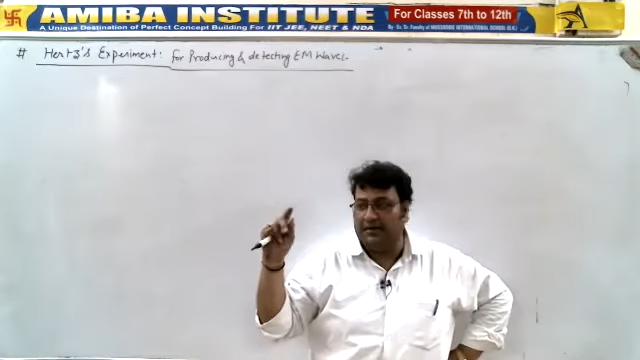 AMIBA INSTITUTE
A Unique Destination of Perfect Concept Building For IIT JEE, NEET & NDA
For Classes 7th to 12th
# Hertz's Experiment: for Producing & detecting EM Waves.